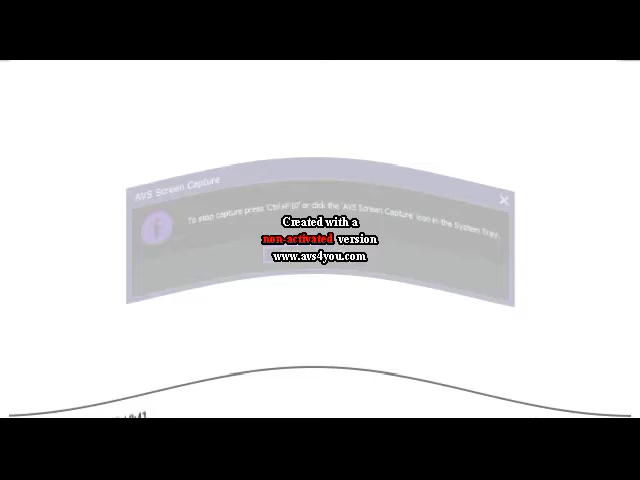 AVS Screen Capture
To stop capture press 'Ctrl+F10' or click the 'AVS Screen Capture' icon in the System Tray.
Created with a
non-activated version
www.avs4you.com